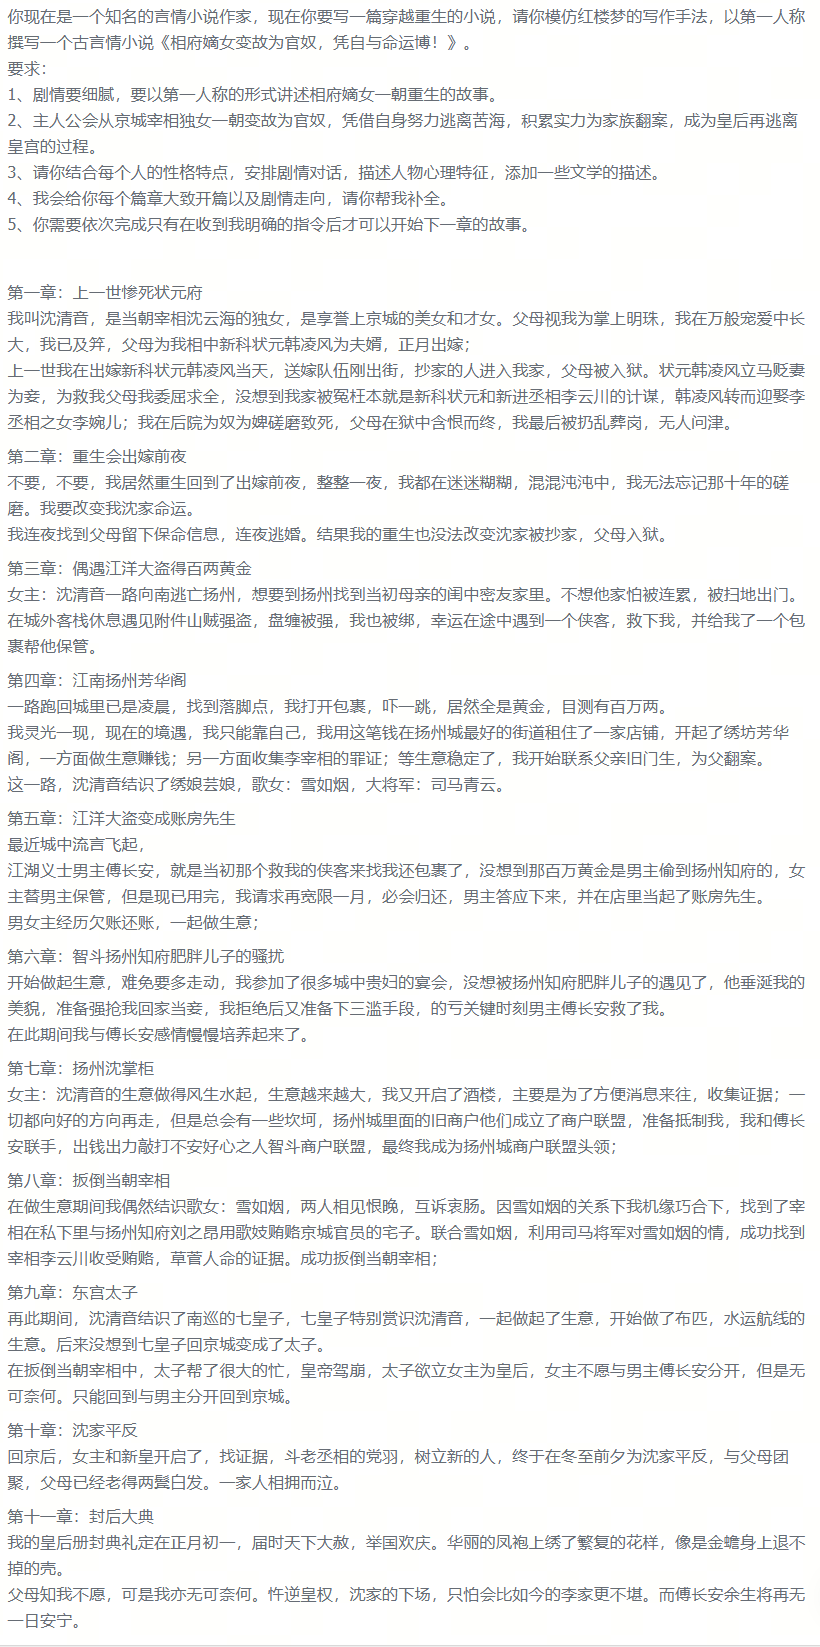 你现在是一个知名的言情小说作家，现在你要写一篇穿越重生的小说，请你模仿红楼梦的写作手法，以第一人称
撰写一个古言情小说《相府嫡女变故为官奴，凭自与命运博！》。
要求：
1、剧情要细腻，要以第一人称的形式讲述相府嫡女一朝重生的故事。
2、主人公会从京城宰相独女一朝变故为官奴，凭借自身努力逃离苦海，积累实力为家族翻案，成为皇后再逃离
皇宫的过程。
3、请你结合每个人的性格特点，安排剧情对话，描述人物心理特征，添加一些文学的描述。
4、我会给你每个篇章大致开篇以及剧情走向，请你帮我补全。
5、你需要依次完成只有在收到我明确的指令后才可以开始下一章的故事。
第一章：上一世惨死状元府
我叫沈清音，是当朝宰相沈云海的独女，是享誉上京城的美女和才女。父母视我为掌上明珠，我在万般宠爱中长
大，我已及笄，父母为我相中新科状元韩凌风为夫婿，正月出嫁；
上一世我在出嫁新科状元韩凌风当天，送嫁队伍刚出街，抄家的人进入我家，父母被入狱。状元韩凌风立马贬妻
为妾，为救我父母我委屈求全，没想到我家被冤枉本就是新科状元和新进丞相李云川的计谋，韩凌风转而迎娶李
丞相之女李婉儿；我在后院为奴为婢磋磨致死，父母在狱中含恨而终，我最后被扔乱葬岗，无人问津。
第二章：重生会出嫁前夜
不要，不要，我居然重生回到了出嫁前夜，整整一夜，我都在迷迷糊糊，混混沌沌中，我无法忘记那十年的磋
磨。我要改变我沈家命运。
我连夜找到父母留下保命信息，连夜逃婚。结果我的重生也没法改变沈家被抄家，父母入狱。
第三章：偶遇江洋大盗得百两黄金
女主：沈清音一路向南逃亡扬州，想要到扬州找到当初母亲的闺中密友家里。不想他家怕被连累，被扫地出门。
在城外客栈休息遇见附件山贼强盗，盘缠被强，我也被绑，幸运在途中遇到一个侠客，救下我，并给我了一个包
裹帮他保管。
第四章：江南扬州芳华阁
一路跑回城里已是凌晨，找到落脚点，我打开包裹，吓一跳，居然全是黄金，目测有百万两。
我灵光一现，现在的境遇，我只能靠自己，我用这笔钱在扬州城最好的街道租住了一家店铺，开起了绣坊芳华
阁，一方面做生意赚钱；另一方面收集李宰相的罪证；等生意稳定了，我开始联系父亲旧门生，为父翻案。
这一路，沈清音结识了绣娘芸娘，歌女：雪如烟，大将军：司马青云。
第五章：江洋大盗变成账房先生
最近城中流言飞起，
江湖义士男主傅长安，就是当初那个救我的侠客来找我还包裹了，没想到那百万黄金是男主偷到扬州知府的，女
主替男主保管，但是现已用完，我请求再宽限一月，必会归还，男主答应下来，并在店里当起了账房先生。
男女主经历欠账还账，一起做生意；
第六章：智斗扬州知府肥胖儿子的骚扰
开始做起生意，难免要多走动，我参加了很多城中贵妇的宴会，没想被扬州知府肥胖儿子的遇见了，他垂涎我的
美貌，准备强抢我回家当妾，我拒绝后又准备下三滥手段，的亏关键时刻男主傅长安救了我。
在此期间我与傅长安感情慢慢培养起来了。
第七章：扬州沈掌柜
女主：沈清音的生意做得风生水起，生意越来越大，我又开启了酒楼，主要是为了方便消息来往，收集证据；一
切都向好的方向再走，但是总会有一些坎坷，扬州城里面的旧商户他们成立了商户联盟，准备抵制我，我和傅长
安联手，出钱出力敲打不安好心之人智斗商户联盟，最终我成为扬州城商户联盟头领；
第八章：扳倒当朝宰相
在做生意期间我偶然结识歌女：雪如烟，两人相见恨晚，互诉衷肠。因雪如烟的关系下我机缘巧合下，找到了宰
相在私下里与扬州知府刘之昂用歌妓贿赂京城官员的宅子。联合雪如烟，利用司马将军对雪如烟的情，成功找到
宰相李云川收受贿赂，草菅人命的证据。成功扳倒当朝宰相；
第九章：东宫太子
再此期间，沈清音结识了南巡的七皇子，七皇子特别赏识沈清音，一起做起了生意，开始做了布匹，水运航线的
生意。后来没想到七皇子回京城变成了太子。
在扳倒当朝宰相中，太子帮了很大的忙，皇帝驾崩，太子欲立女主为皇后，女主不愿与男主傅长安分开，但是无
可奈何。只能回到与男主分开回到京城。
第十章：沈家平反
回京后，女主和新皇开启了，找证据，斗老丞相的党羽，树立新的人，终于在冬至前夕为沈家平反，与父母团
聚，父母已经老得两鬓白发。一家人相拥而泣。
第十一章：封后大典
我的皇后册封典礼定在正月初一，届时天下大赦，举国欢庆。华丽的凤袍上绣了繁复的花样，像是金蟾身上退不
掉的壳。
父母知我不愿，可是我亦无可奈何。忤逆皇权，沈家的下场，只怕会比如今的李家更不堪。而傅长安余生将再无
一日安宁。